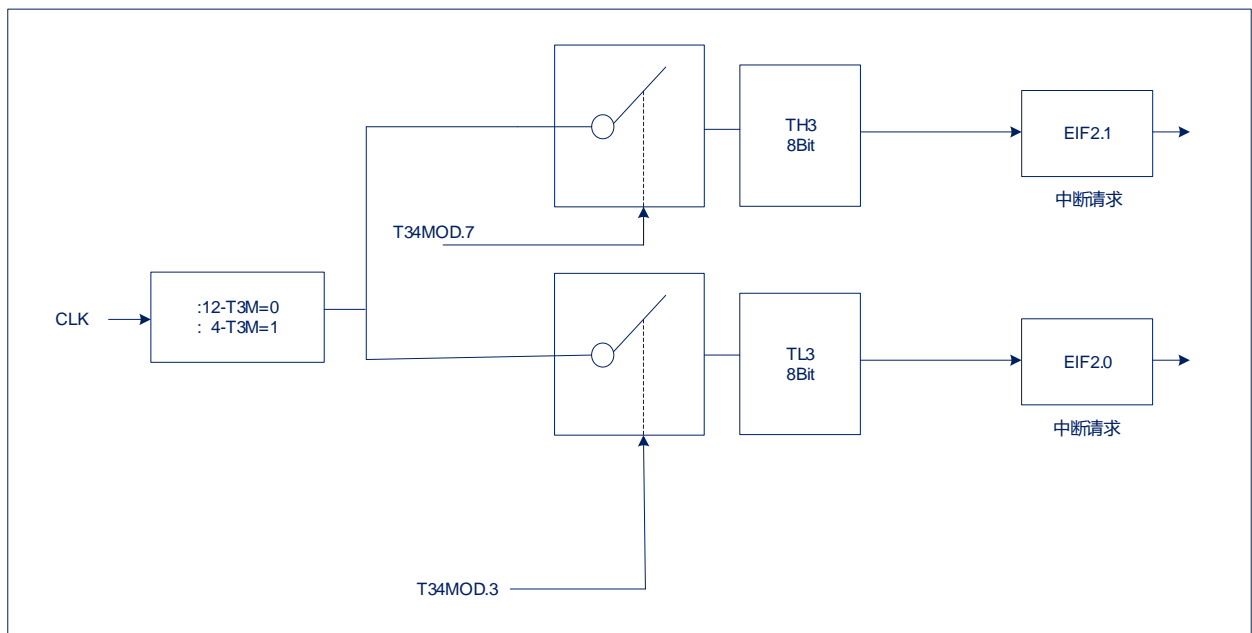 TH3
8Bit
EIF2.1
中断请求
T34MOD.7
CLK
:12-T3M=0
: 4-T3M=1
TL3
8Bit
EIF2.0
中断请求
T34MOD.3